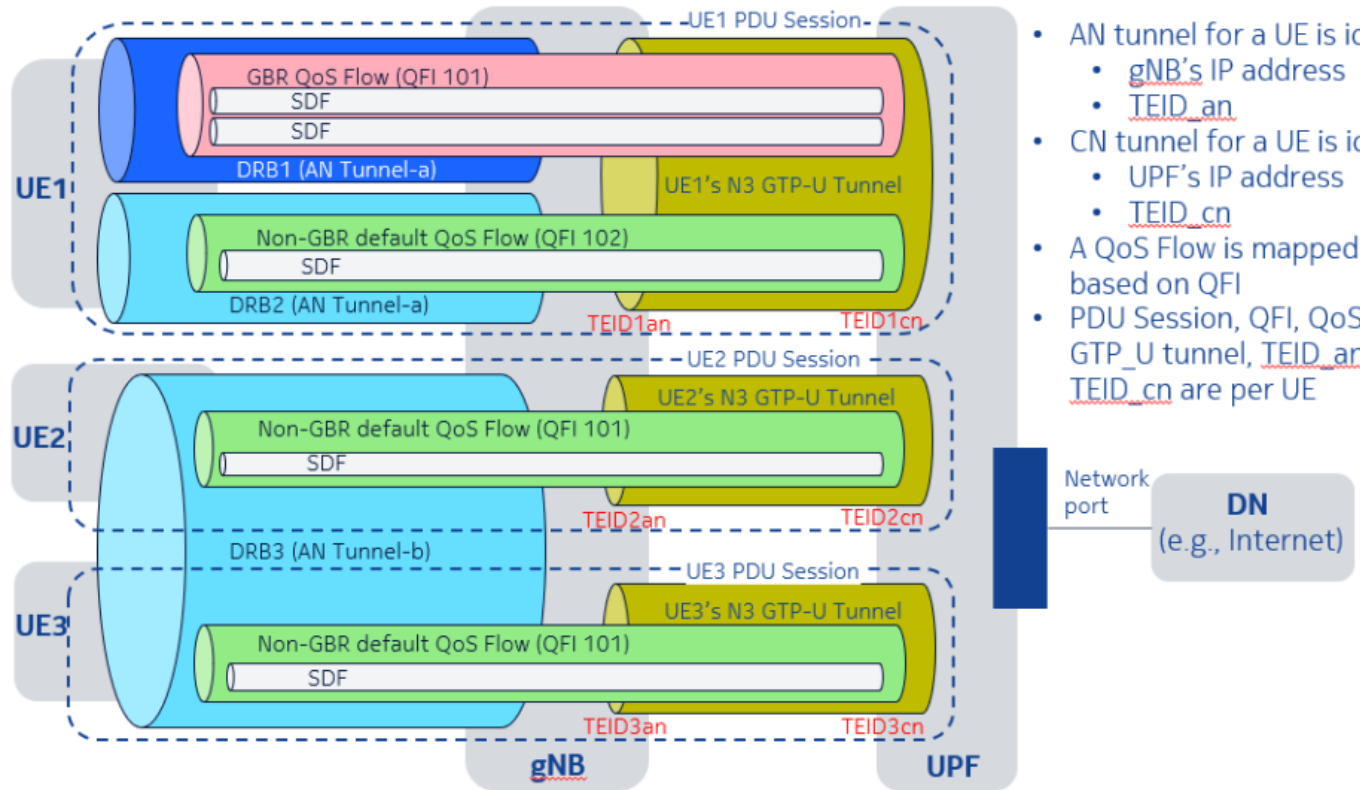 UE1 PDU Session
GBR QoS Flow (QFI 101)
SDF
SDF
DRB1 (AN Tunnel-a)
UE1
UE1's N3 GTP-U Tunnel
Non-GBR default QoS Flow (QFI 102)
SDF
DRB2 (AN Tunnel-a)
TEID1an
TEID1cn
UE2 PDU Session
UE2's N3 GTP-U Tunnel
UE2
Non-GBR default QoS Flow (QFI 101)
SDF
TEID2an
TEID2cn
DRB3 (AN Tunnel-b)
UE3 PDU Session
UE3's N3 GTP-U Tunnel
UE3
Non-GBR default QoS Flow (QFI 101)
SDF
TEID3an
TEID3cn
gNB
UPF
• AN tunnel for a UE is
• gNB's IP address
• TEID_an
• CN tunnel for a UE is
• UPF's IP address
• TEID_cn
• A QoS Flow is mapped
based on QFI
• PDU Session, QFI, QoS
GTP_U tunnel,
TEID_cn are per UE
Network
port
DN
(e.g., Internet)